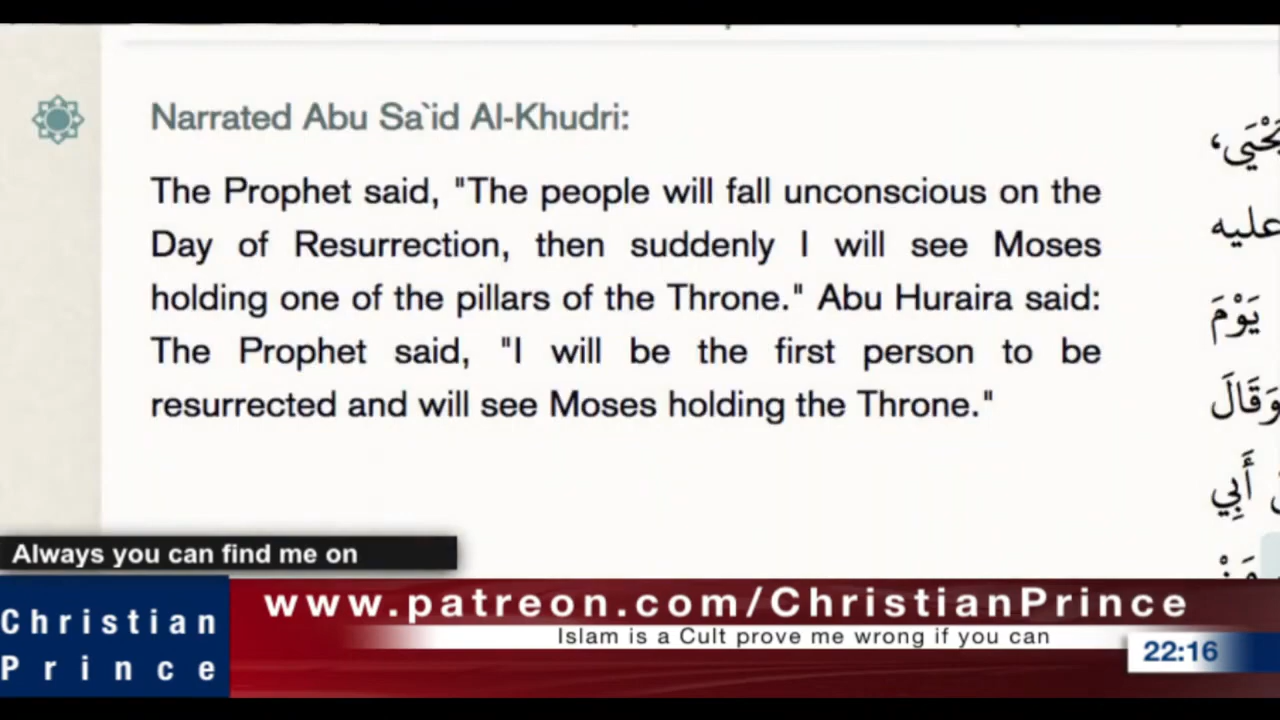 Narrated Abu Sa`id Al-Khudri:
The Prophet said, "The people will fall unconscious on the
Day of Resurrection, then suddenly I will see Moses
holding one of the pillars of the Throne." Abu Huraira said:
The Prophet said, "I will be the first person to be
resurrected and will see Moses holding the Throne."
عليه
يَوْمَ
وَقَالَ
أَبِي
Always you can find me on
Christian
Prince
www.patreon.com/ChristianPrince
Islam is a Cult prove me wrong if you can
22:16